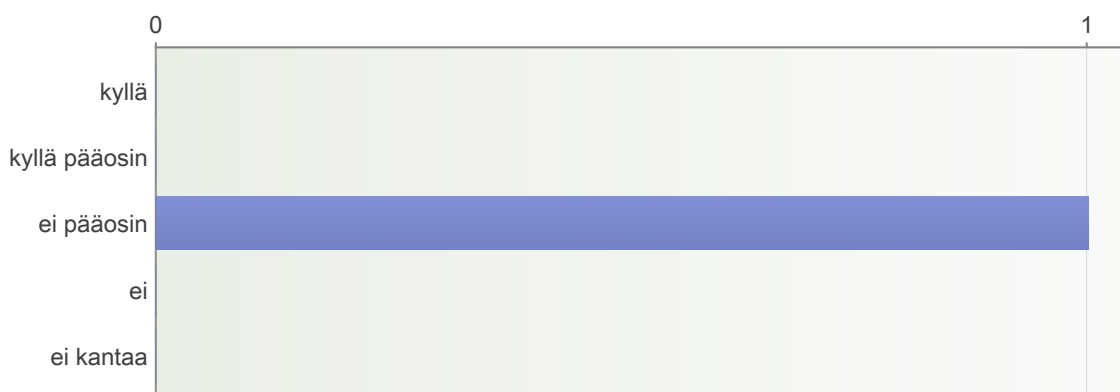 0 1
kyllä
kyllä pääosin
ei pääosin
ei
ei kantaa